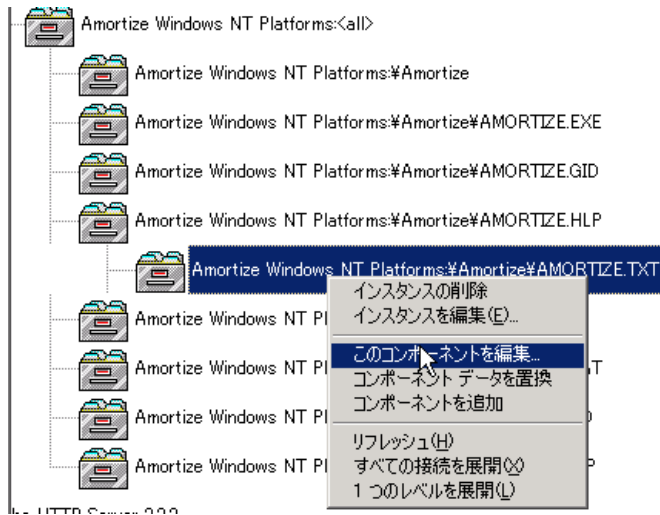 Amortize Windows NT Platforms:<all>
Amortize Windows NT Platforms:¥Amortize
Amortize Windows NT Platforms:¥Amortize¥AMORTIZE.EXE
Amortize Windows NT Platforms:¥Amortize¥AMORTIZE.GID
Amortize Windows NT Platforms:¥Amortize¥AMORTIZE.HLP
Amortize Windows NT Platforms:¥Amortize¥AMORTIZE.TXT
インスタンスの削除
インスタンスを編集(E)...
このコンポーネントを編集...
コンポーネント データを置換
コンポーネントを追加
リフレッシュ(H)
すべての接続を展開(X)
1 つのレベルを展開(L)
Amortize Windows NT Pl
Amortize Windows NT Pl
Amortize Windows NT Pl
Amortize Windows NT Pl